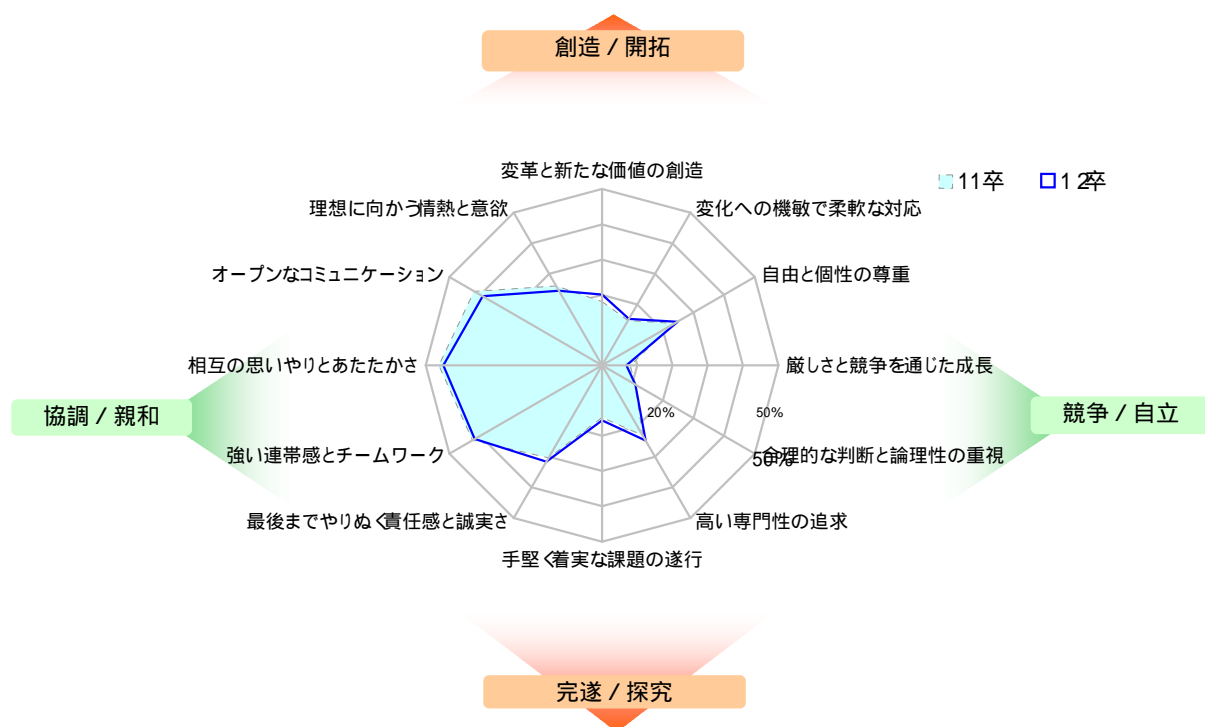 創造 / 開拓
変革と新たな価値の創造
11卒 12卒
理想に向かう情熱と意欲
変化への機敏で柔軟な対応
オープンなコミュニケーション
自由と個性の尊重
相互の思いやりとあたたかさ
厳しさと競争を通じた成長
協調 / 親和
20%
50%
競争 / 自立
強い連帯感とチームワーク
50%
合理的な判断と論理性の重視
最後までやりぬく責任感と誠実さ
高い専門性の追求
手堅く着実な課題の遂行
完遂 / 探究